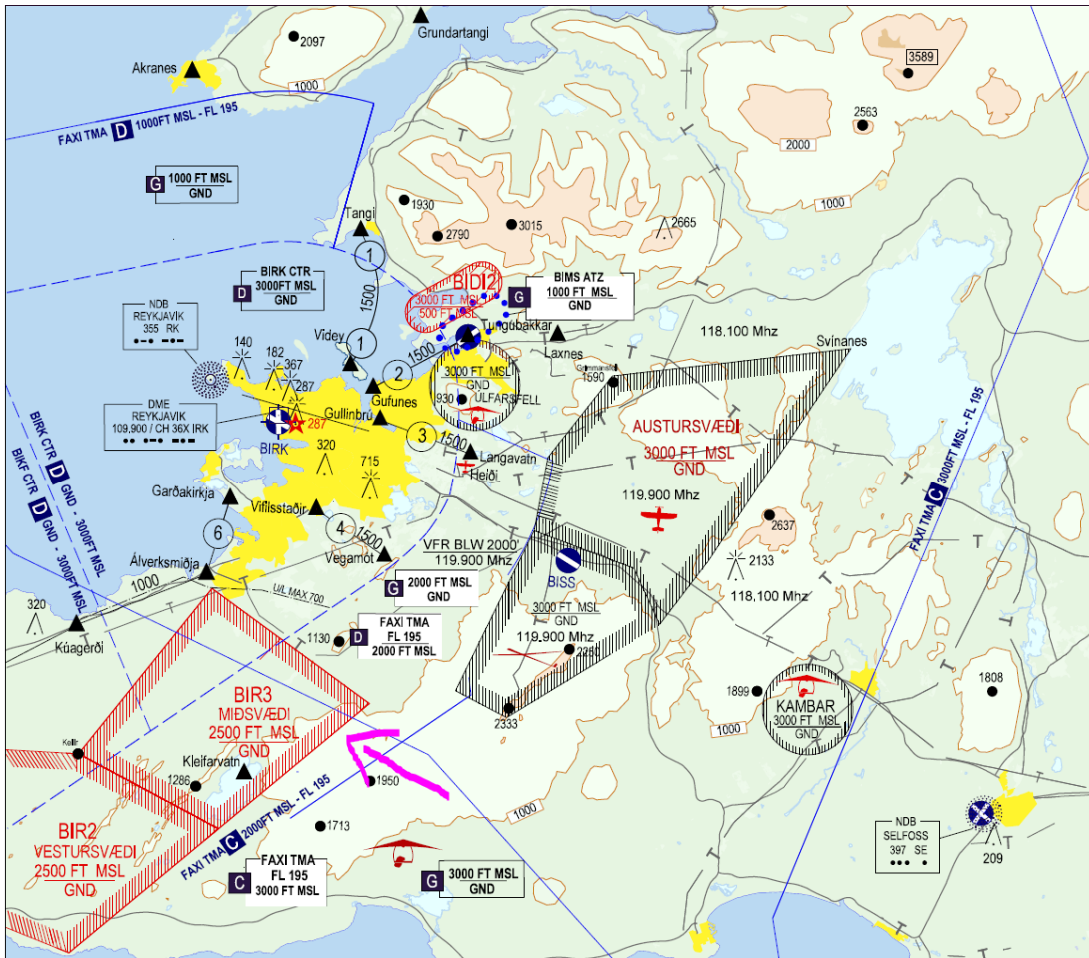 Grundartangi
2097
Akranes
1000
3589
2563
2000
1000
FAXI TMA D 1000FT MSL - FL 195
G 1000 FT MSL
GND
1930
2790
3015
2665
Tangi
1
1500
BIRK CTR
D 3000FT MSL
GND
BIDI2
3000 FT MSL
500 FT MSL
BIMS ATZ
G 1000 FT MSL
GND
NDB
REYKJAVIK
355 RK
Tungubakkar
Laxnes
118.100 Mhz
Svínanes
Viðey
1
140
182
367
287
1500
2
Gufunes
3000 FT MSL
GND
930
ÚLFARSFELL
Grimmansfell
1590
DME
REYKJAVIK
109,900 / CH 36X IRK
287
BIRK
Gullinbrú
3
1500
Langavatn
Heiði
AUSTURSVÆÐI
3000 FT MSL
GND
FAXI TMA C 3000FT MSL - FL 195
BIRK CTR D GND - 3000FT MSL
BIKF CTR D GND - 3000FT MSL
320
715
Garðakirkja
Vífilsstaðir
119.900 Mhz
2637
6
4
1500
Vegamót
VFR BLW 2000'
119.900 Mhz
BISS
2133
Álverksmiðja
1000
U/L MAX 700
G 2000 FT MSL
GND
3000 FT MSL
GND
118.100 Mhz
320
Kúagerði
1130
FAXI TMA
D FL 195
2000 FT MSL
119.900 Mhz
2250
BIR3
MIÐSVÆÐI
2500 FT MSL
GND
2333
1899
KAMBAR
3000 FT MSL
GND
1808
1000
Keilir
Kleifarvatn
1286
1950
FAXI TMA C 2000FT MSL - FL 195
1000
1713
BIR2
VESTURSVÆÐI
2500 FT MSL
GND
NDB
SELFOSS
397 SE
209
FAXI TMA
C FL 195
3000 FT MSL
G 3000 FT MSL
GND